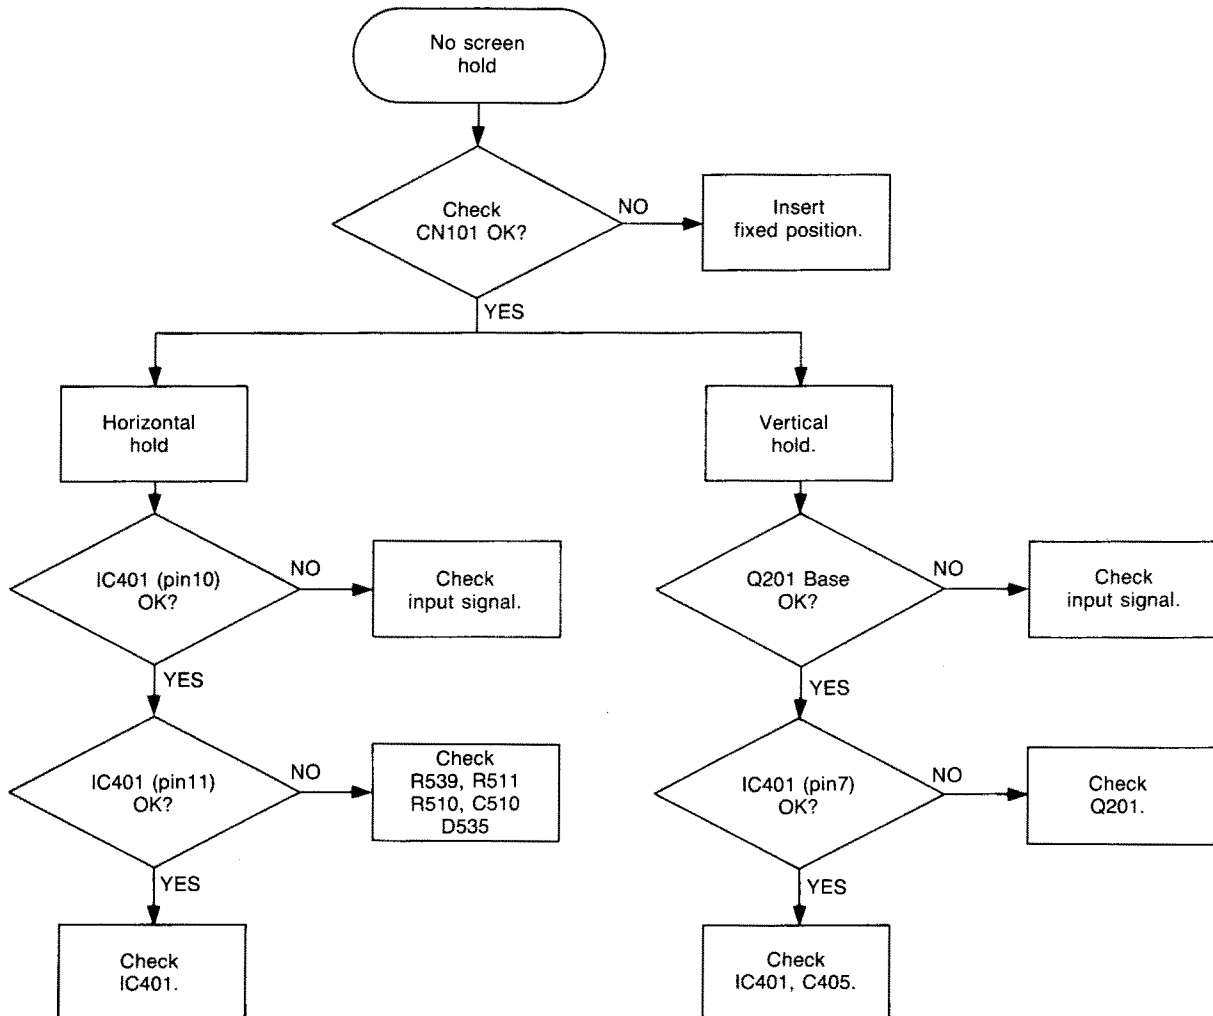 No screen
hold
Check
CN101 OK?
NO
Insert
fixed position.
YES
Horizontal
hold
Vertical
hold.
IC401 (pin10)
OK?
NO
Check
input signal.
Q201 Base
OK?
NO
Check
input signal.
YES
YES
IC401 (pin11)
OK?
NO
Check
R539, R511
R510, C510
D535
IC401 (pin7)
OK?
NO
Check
Q201.
YES
YES
Check
IC401.
Check
IC401, C405.